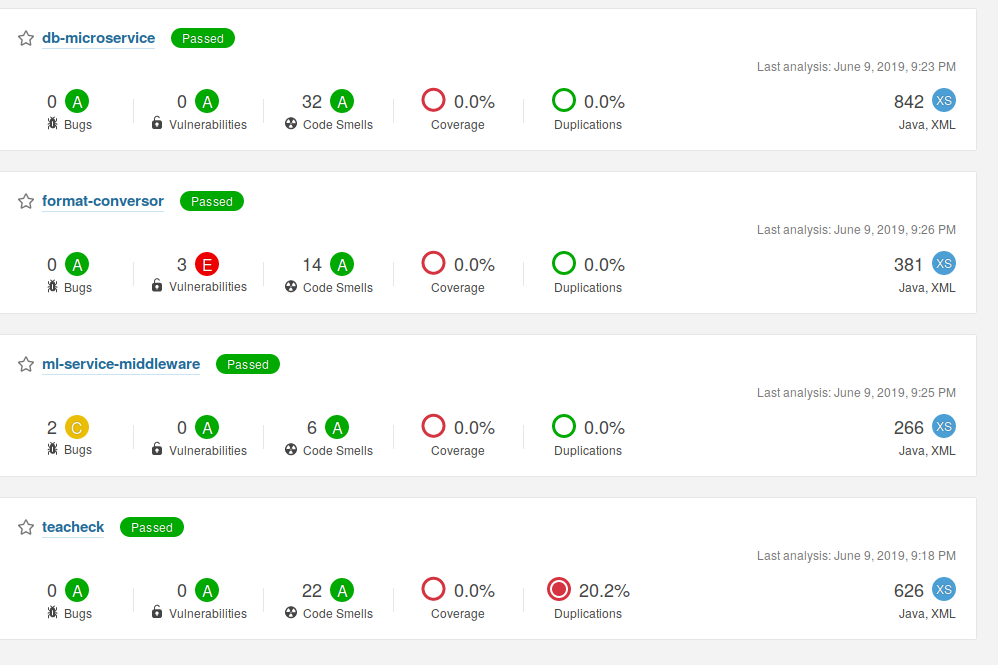 db-microservice Passed
Last analysis: June 9, 2019, 9:23 PM
0 A 0 A 32 A 0.0% 0.0% 842 XS
Bugs Vulnerabilities Code Smells Coverage Duplications Java, XML
format-conversor Passed
Last analysis: June 9, 2019, 9:26 PM
0 A 3 E 14 A 0.0% 0.0% 381 XS
Bugs Vulnerabilities Code Smells Coverage Duplications Java, XML
ml-service-middleware Passed
Last analysis: June 9, 2019, 9:25 PM
2 C 0 A 6 A 0.0% 0.0% 266 XS
Bugs Vulnerabilities Code Smells Coverage Duplications Java, XML
teacheck Passed
Last analysis: June 9, 2019, 9:18 PM
0 A 0 A 22 A 0.0% 20.2% 626 XS
Bugs Vulnerabilities Code Smells Coverage Duplications Java, XML